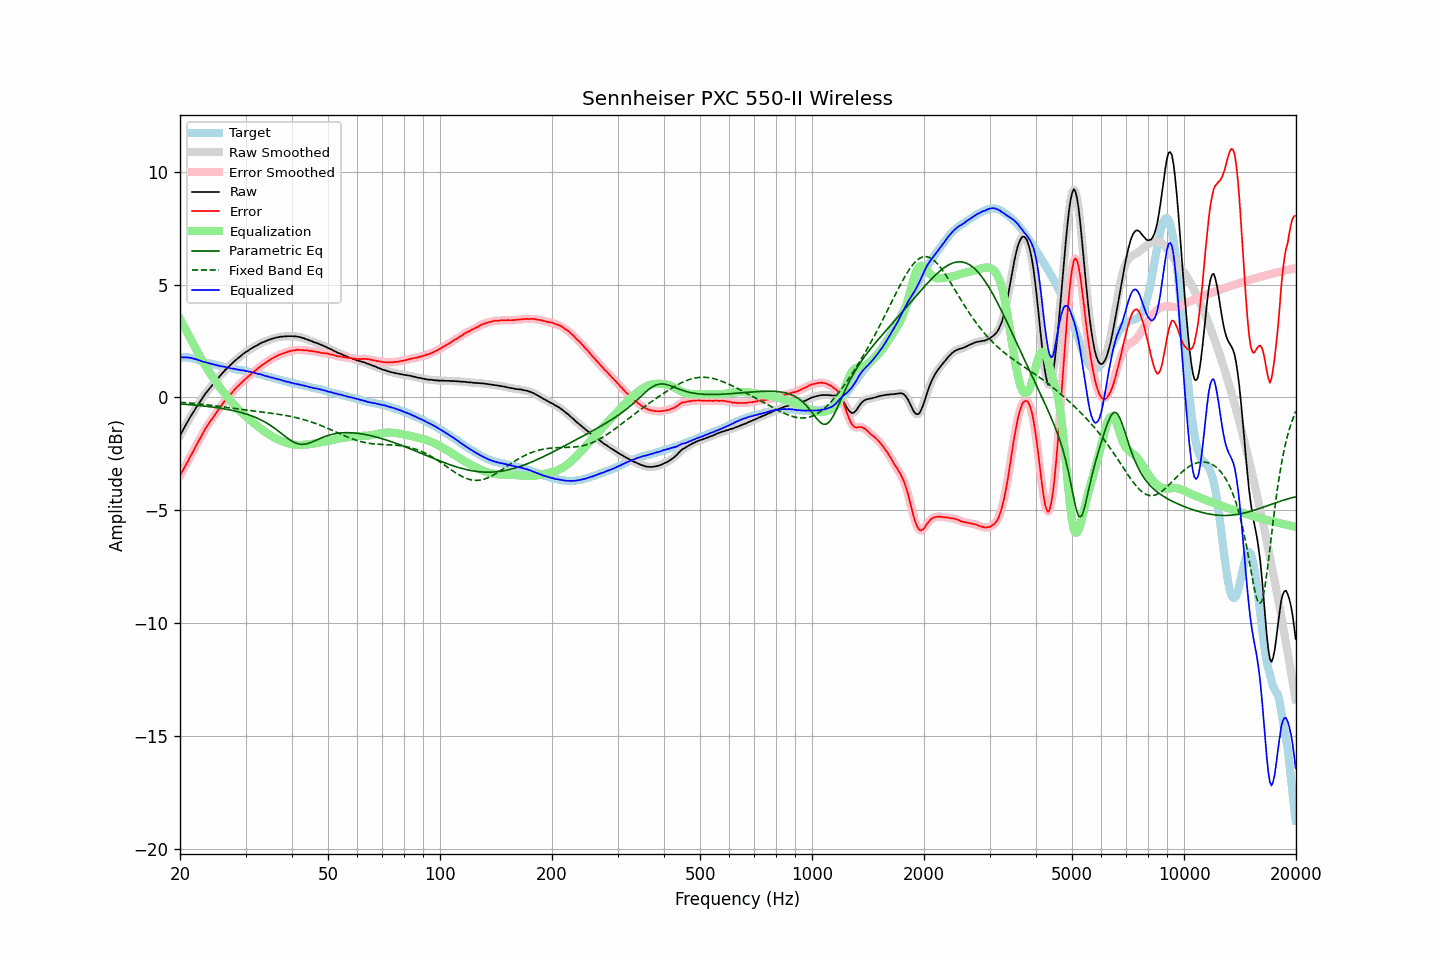 Sennheiser PXC 550-II Wireless
Target
Raw Smoothed
Error Smoothed
Raw
Error
Equalization
Parametric Eq
Fixed Band Eq
Equalized
Amplitude (dBr)
10
5
0
−5
−10
−15
−20
20 50 100 200 500 1000 2000 5000 10000 20000
Frequency (Hz)